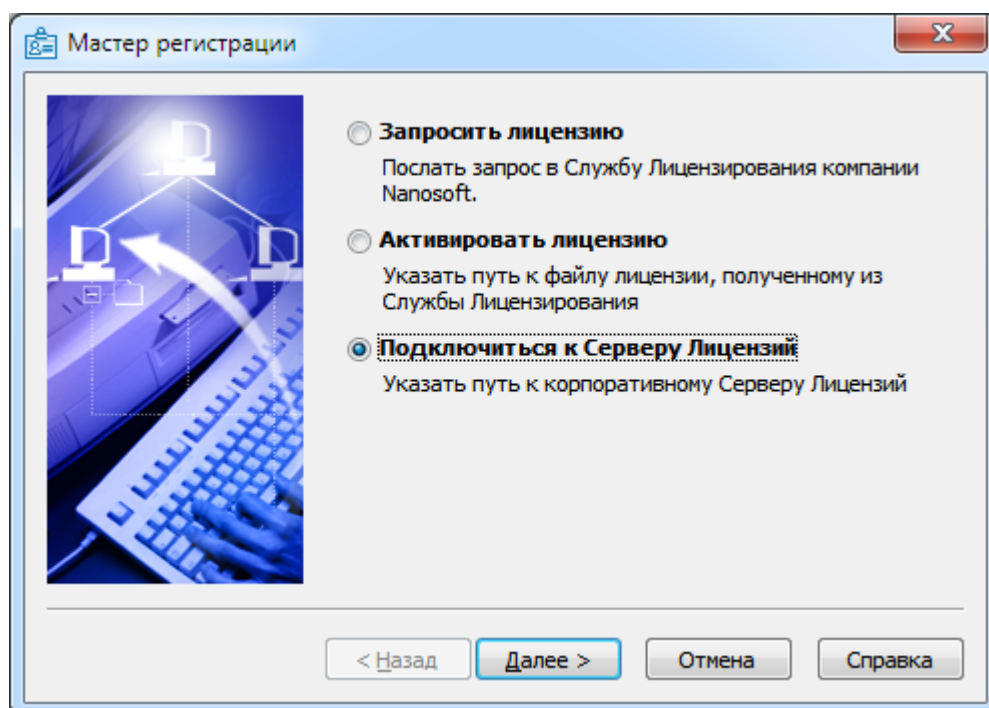 Мастер регистрации
Запросить лицензию
Послать запрос в Службу Лицензирования компании
Nanosoft.
Активировать лицензию
Указать путь к файлу лицензии, полученному из
Службы Лицензирования
Подключиться к Серверу Лицензий
Указать путь к корпоративному Серверу Лицензий
< Назад
Далее >
Отмена
Справка